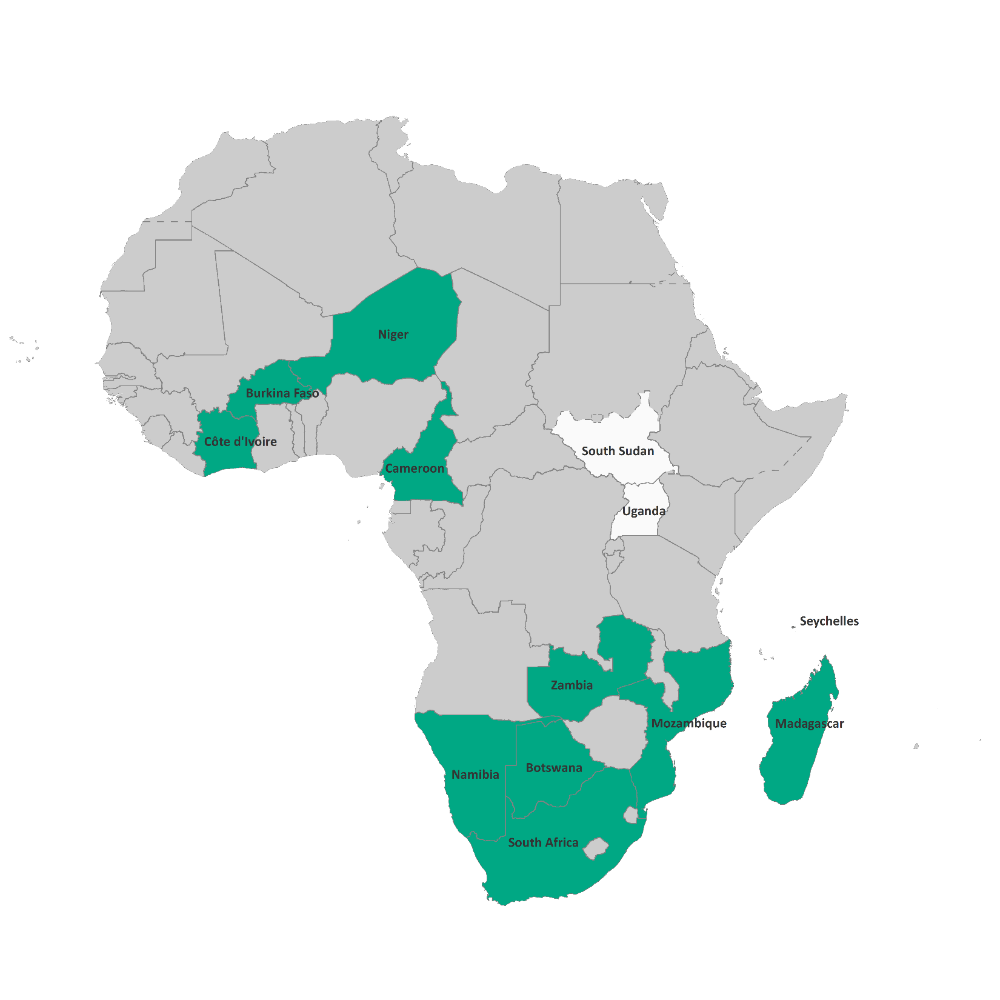 Niger
Burkina Faso
Côte d'Ivoire
South Sudan
Cameroon
Uganda
Seychelles
Zambia
Mozambique
Madagascar
Botswana
Namibia
South Africa